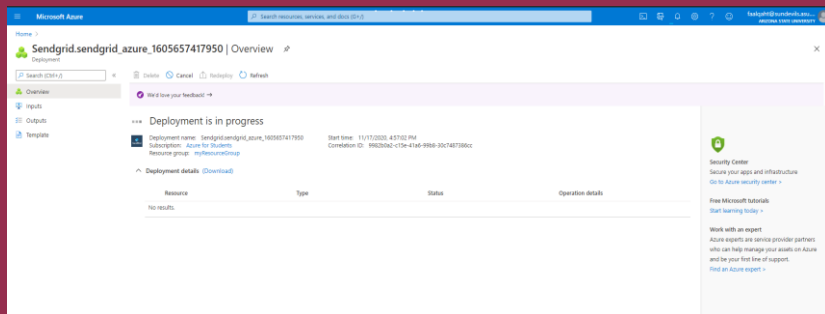 Microsoft Azure
Search resources, services, and docs (G+/)
ARIZONA STATE UNIVERSITY
Home >
Sendgrid.sendgrid_azure_1605657417950 | Overview
Deployment
Search (Ctrl+/)
Delete Cancel Redeploy Refresh
Overview
Inputs
Outputs
Template
We'd love your feedback! →
Deployment is in progress
Deployment name: Sendgrid.sendgrid_azure_1605657417950
Subscription: Azure for Students
Resource group: myResourceGroup
Start time: 11/17/2020, 4:57:02 PM
Correlation ID:
Deployment details (Download)
Resource Type Status Operation details
No results.
Security Center
Secure your apps and infrastructure
Go to Azure security center >
Free Microsoft tutorials
Start learning today >
Work with an expert
Azure experts are service provider partners
who can help manage your assets on Azure
and be your first line of support.
Find an Azure expert >